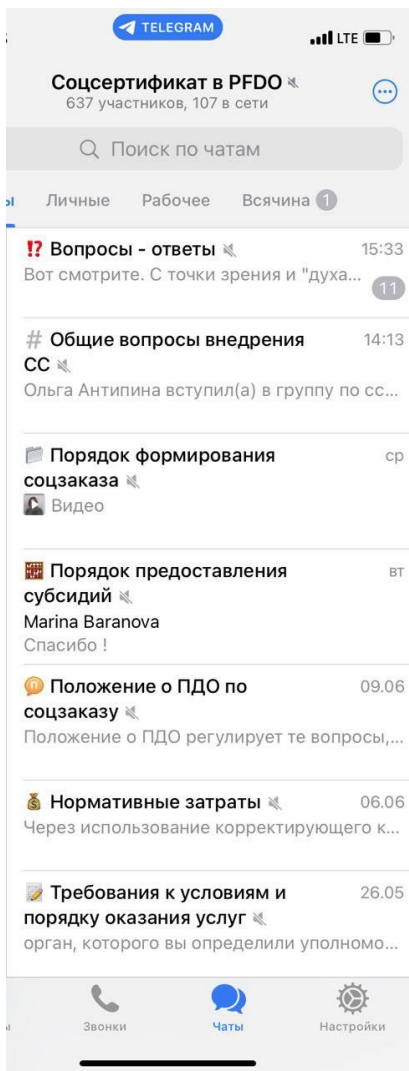 TELEGRAM
LTE
Соцсертификат в PFDO
637 участников, 107 в сети
Поиск по чатам
ы Личные Рабочее Всячина 1
⁉️ Вопросы - ответы 15:33
Вот смотрите. С точки зрения и "духа... 11
# Общие вопросы внедрения 14:13
СС
Ольга Антипина вступил(а) в группу по сс...
Порядок формирования ср
соцзаказа
Видео
Порядок предоставления вт
субсидий
Marina Baranova
Спасибо !
Положение о ПДО по 09.06
соцзаказу
Положение о ПДО регулирует те вопросы,...
Нормативные затраты 06.06
Через использование корректирующего к...
Требования к условиям и 26.05
порядку оказания услуг
орган, которого вы определили уполномо...
ы Звонки Чаты Настройки